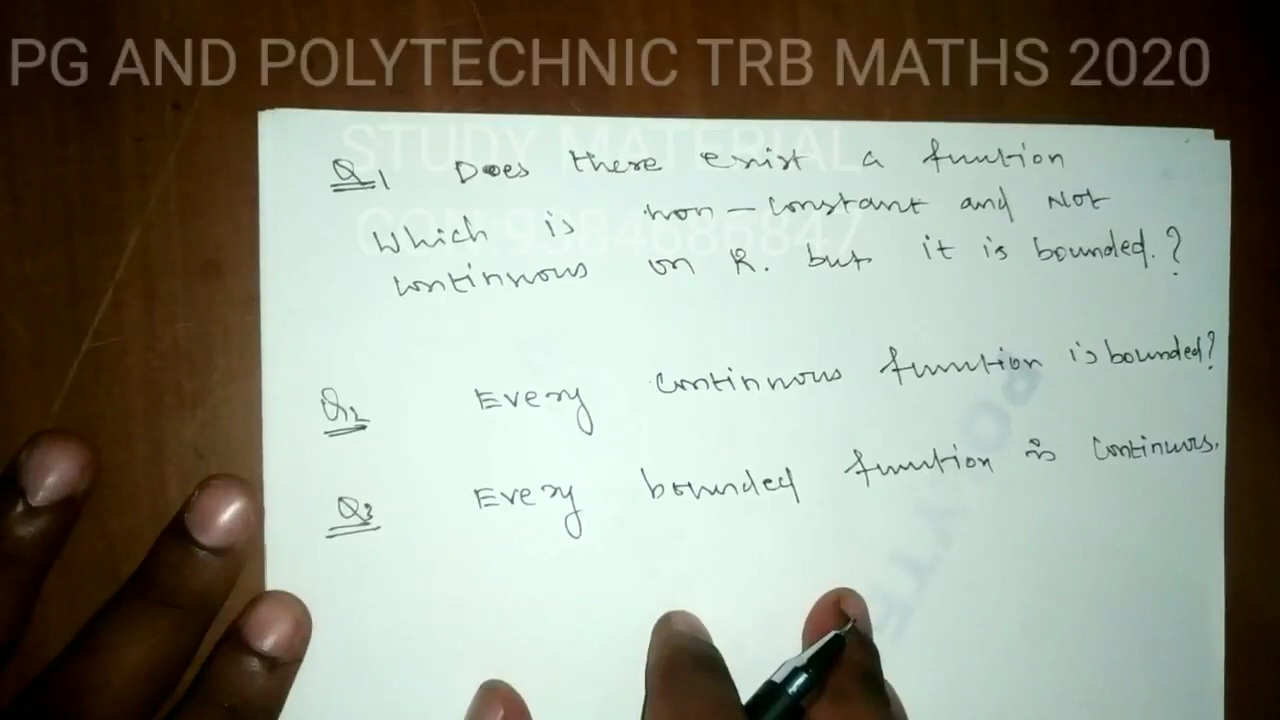 PG AND POLYTECHNIC TRB MATHS 2020
STUDY MATERIAL
Q1 Does there exist a function
which is non-constant and Not
continuous on R. but it is bounded.?
Q2 Every continuous function is bounded?
Q3 Every bounded function is continuous.